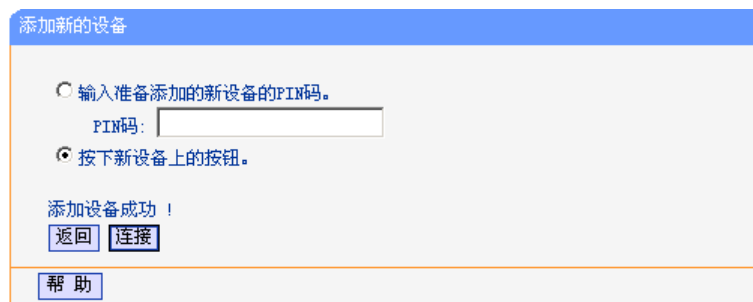 添加新的设备
输入准备添加的新设备的PIN码。
PIN码:
按下新设备上的按钮。
添加设备成功 !
返回 连接
帮 助